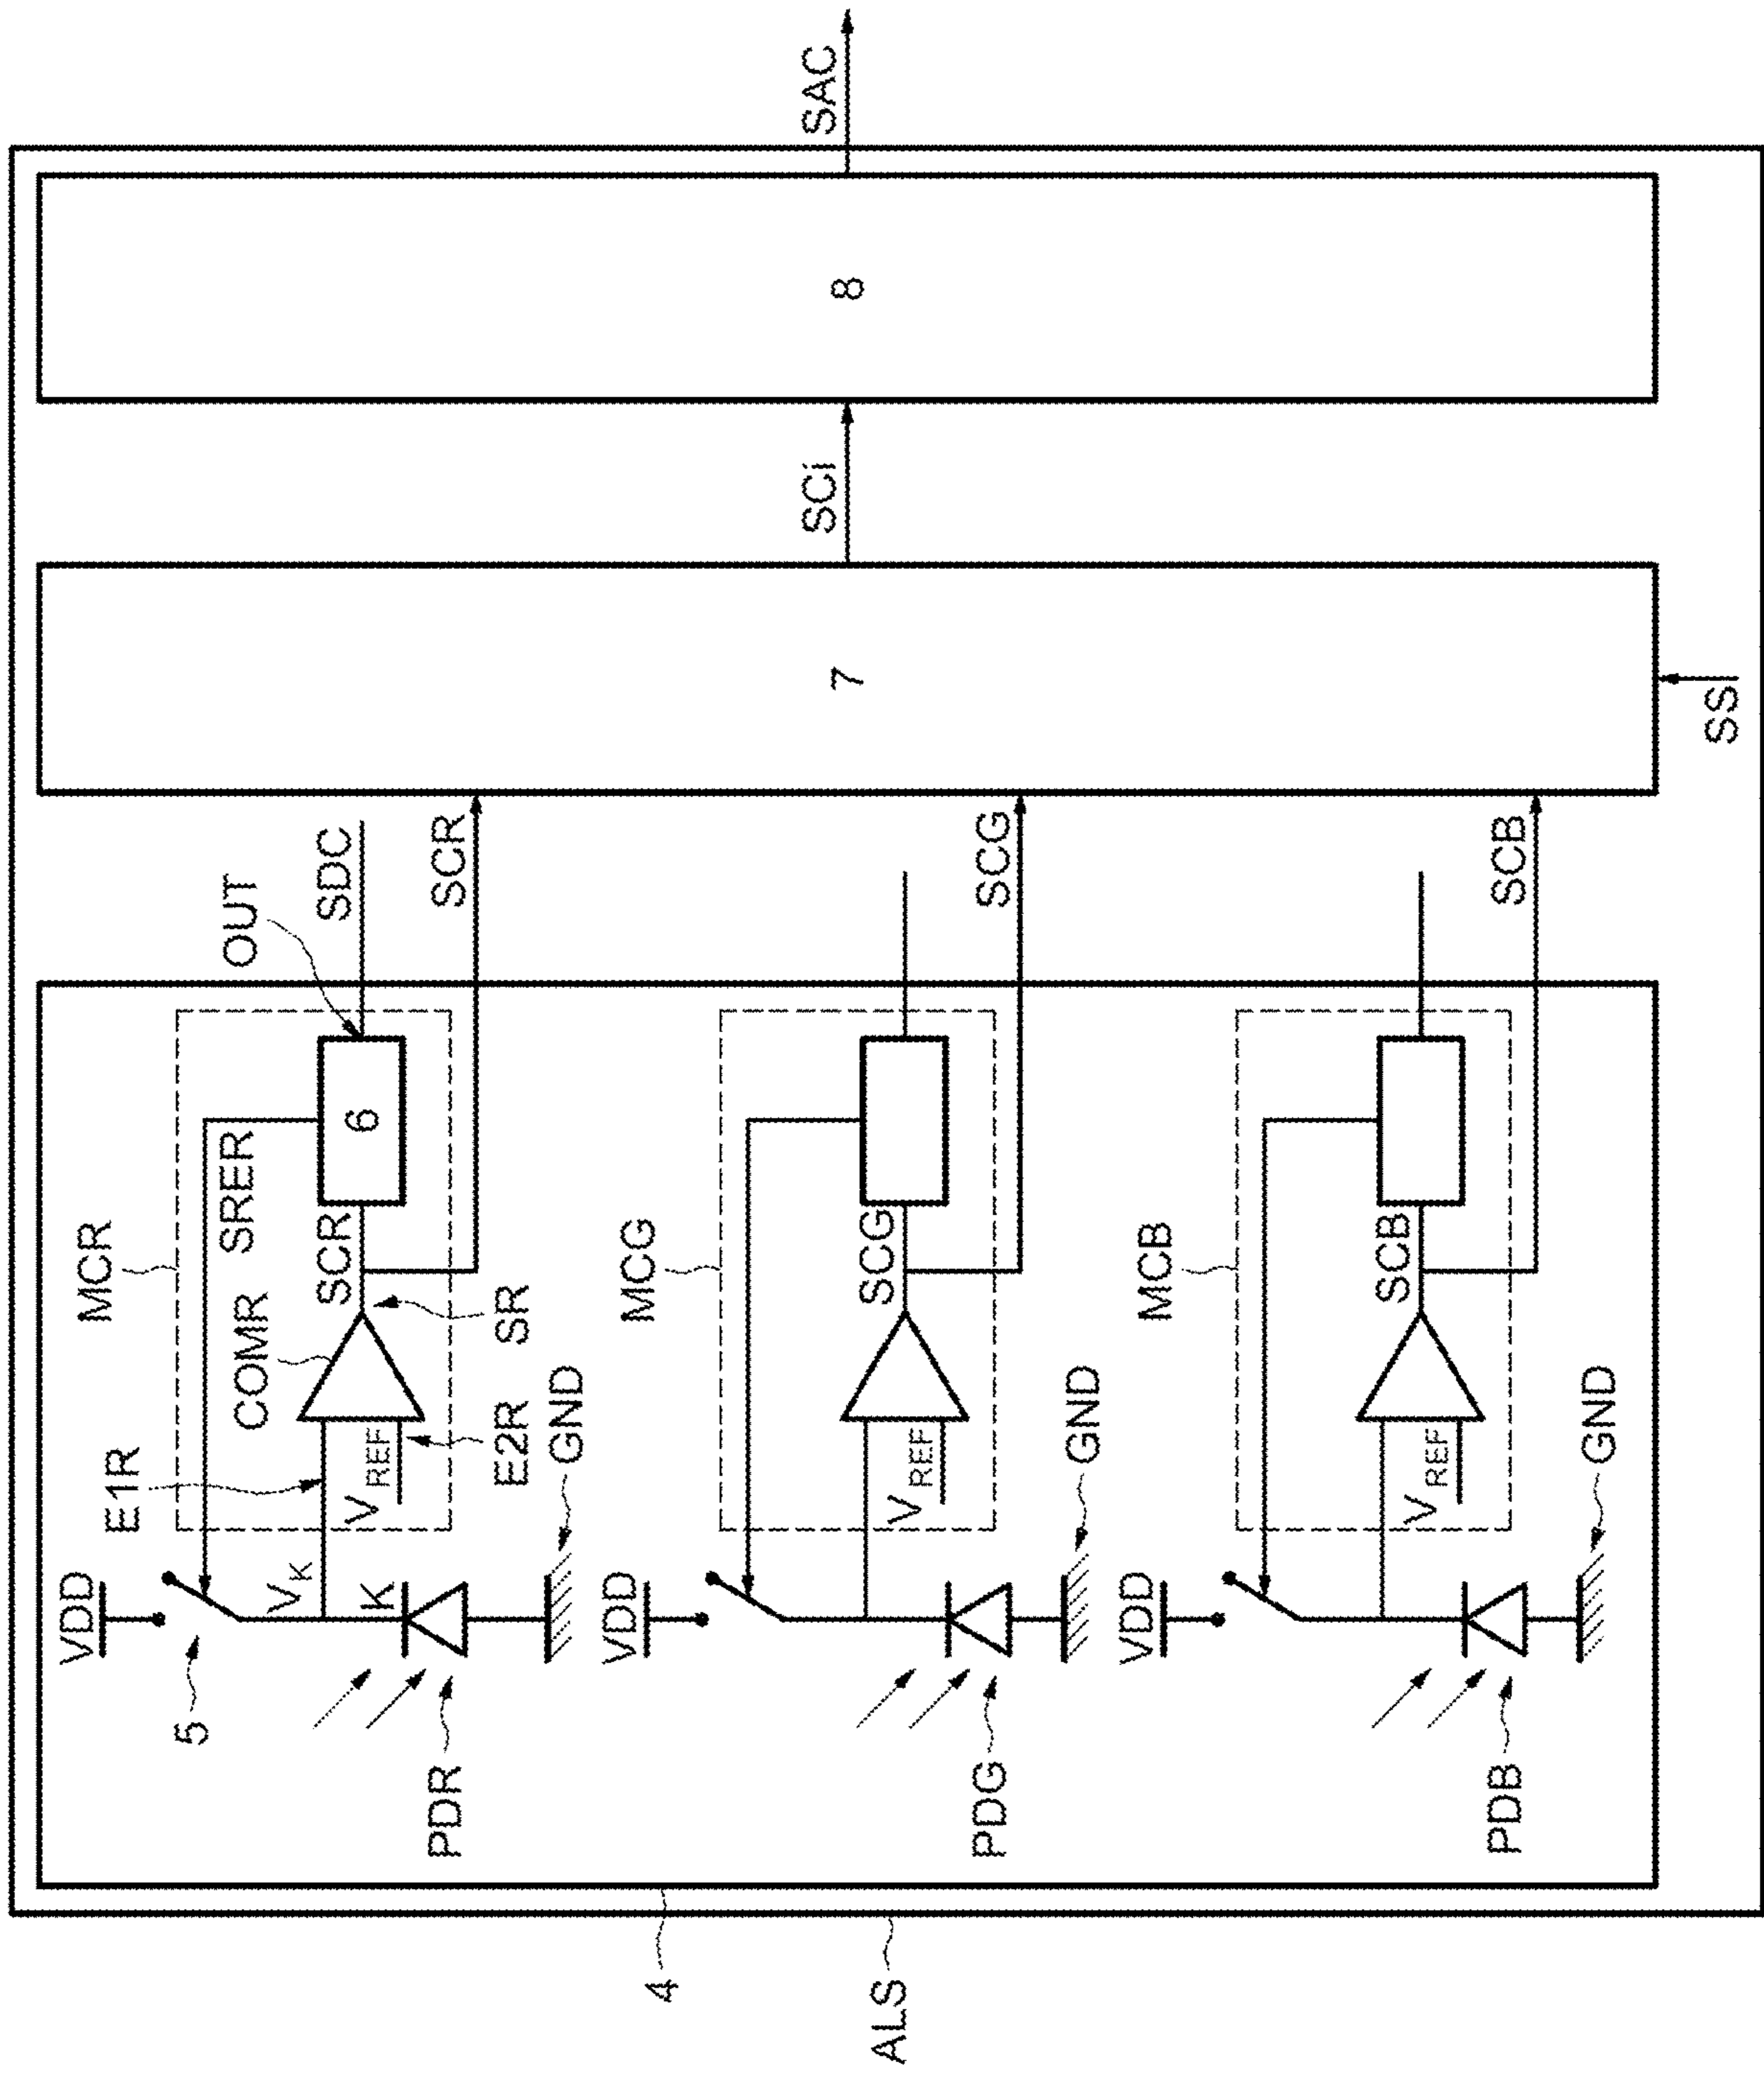 VDD
MCR
E1R
5
SRER
OUT
COMR
VK
SCR
SDC
VREF
6
K
PDR
SCR
E2R
SR
GND
VDD
MCG
SCG
VREF
PDG
SCG
GND
VDD
MCB
SCB
VREF
PDB
SCB
GND
7
SS
SCi
8
SAC
4
ALS